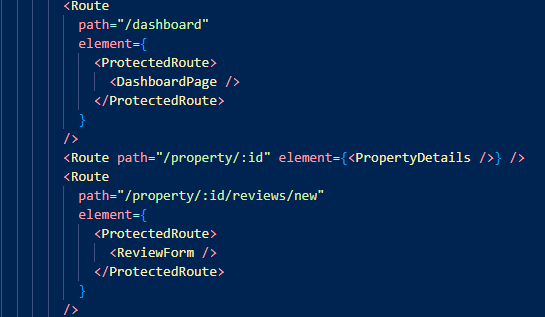 <Route
path="/dashboard"
element={
<ProtectedRoute>
<DashboardPage />
</ProtectedRoute>
}
/>
<Route path="/property/:id" element={<PropertyDetails />} />
<Route
path="/property/:id/reviews/new"
element={
<ProtectedRoute>
<ReviewForm />
</ProtectedRoute>
}
/>